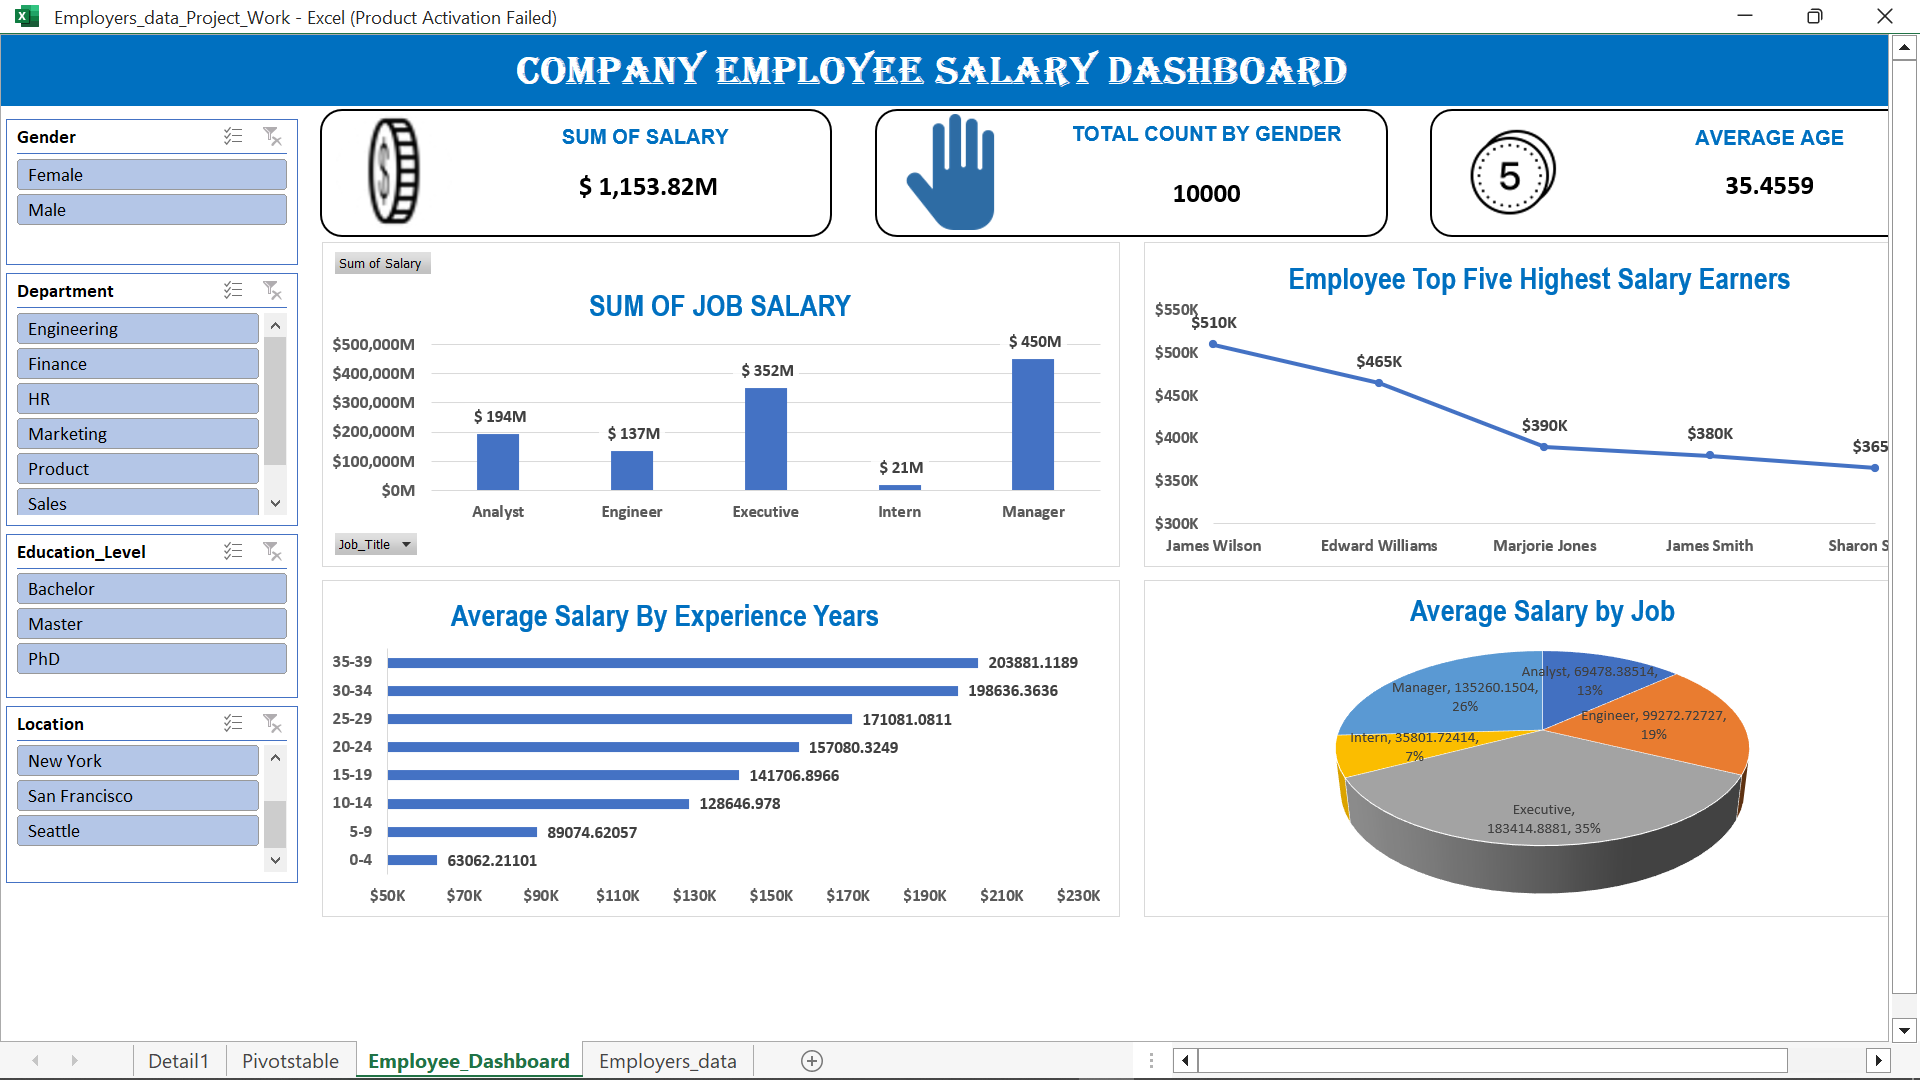 Employers_data_Project_Work - Excel (Product Activation Failed)
COMPANY EMPLOYEE SALARY DASHBOARD
Gender
Female
Male
Department
Engineering
Finance
HR
Marketing
Product
Sales
Education_Level
Bachelor
Master
PhD
Location
New York
San Francisco
Seattle
$
SUM OF SALARY
$ 1,153.82M
TOTAL COUNT BY GENDER
10000
5
AVERAGE AGE
35.4559
Sum of Salary
SUM OF JOB SALARY
$500,000M
$400,000M
$300,000M
$200,000M
$100,000M
$0M
$ 194M
$ 137M
$ 352M
$ 21M
$ 450M
Analyst Engineer Executive Intern Manager
Job_Title
Employee Top Five Highest Salary Earners
$550K
$500K
$450K
$400K
$350K
$300K
$510K
$465K
$390K
$380K
$365
James Wilson Edward Williams Marjorie Jones James Smith Sharon S
Average Salary By Experience Years
35-39 203881.1189
30-34 198636.3636
25-29 171081.0811
20-24 157080.3249
15-19 141706.8966
10-14 128646.978
5-9 89074.62057
0-4 63062.21101
$50K $70K $90K $110K $130K $150K $170K $190K $210K $230K
Average Salary by Job
Analyst, 69478.38514,
13%
Manager, 135260.1504,
26%
Engineer, 99272.72727,
19%
Intern, 35801.72414,
7%
Executive,
183414.8881, 35%
Detail1 Pivotstable Employee_Dashboard Employers_data